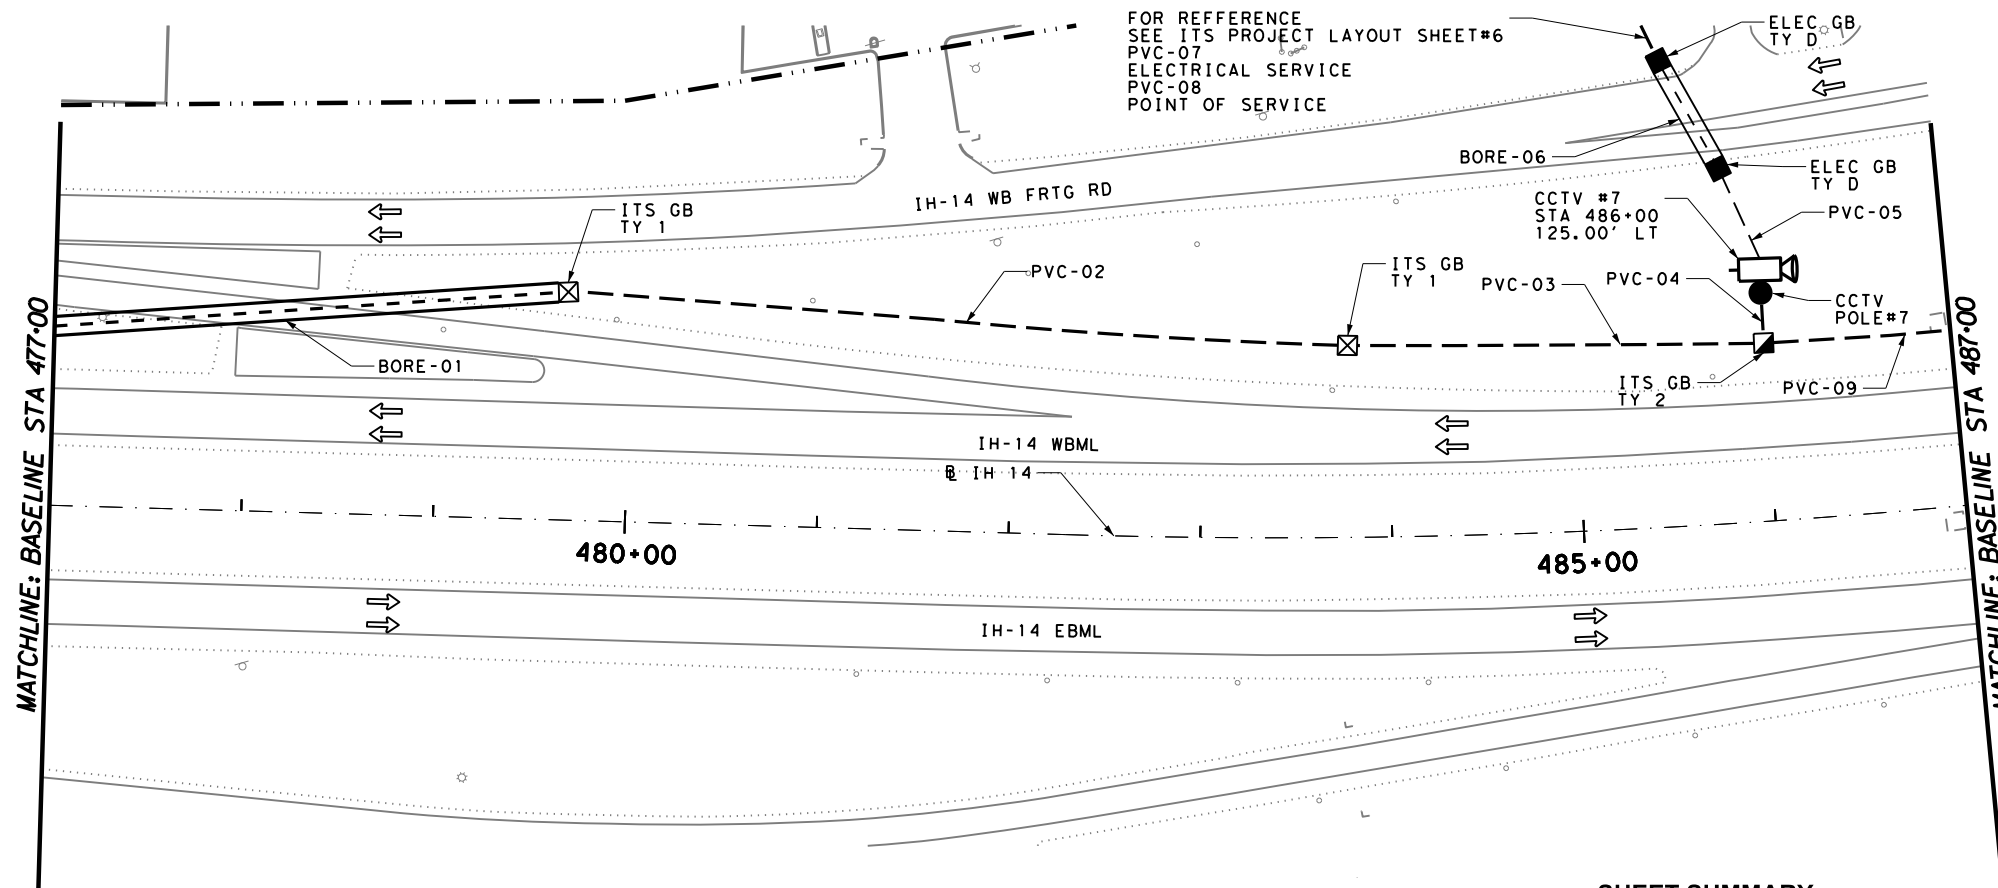 FOR REFFERENCE
SEE ITS PROJECT LAYOUT SHEET#6
PVC-07
ELECTRICAL SERVICE
PVC-08
POINT OF SERVICE
ELEC GB
TY D
BORE-06
ELEC GB
TY D
CCTV #7
STA 486+00
125.00' LT
PVC-05
IH-14 WB FRTG RD
ITS GB
TY 1
PVC-02
ITS GB
TY 1
PVC-03
PVC-04
CCTV
POLE#7
BORE-01
ITS GB
TY 2
PVC-09
IH-14 WBML
BL IH 14
480+00
485+00
IH-14 EBML
MATCHLINE: BASELINE STA 477+00
MATCHLINE: BASELINE STA 487+00
SHEET SUMMARY